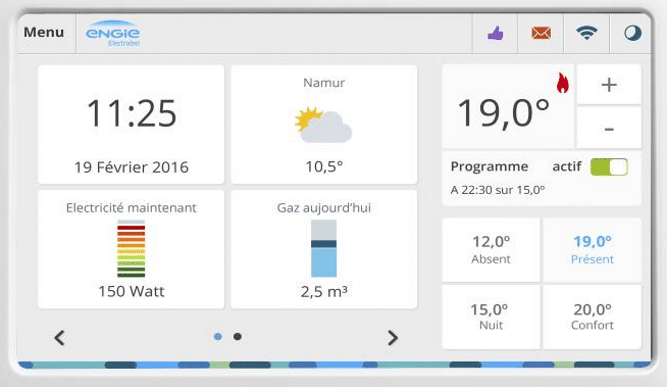 Menu
ENGIE
Electrabel
11:25
19 Février 2016
Namur
10,5°
Electricité maintenant
150 Watt
Gaz aujourd'hui
2,5 m³
19,0°
+
-
Programme actif
A 22:30 sur 15,0°
12,0°
Absent
19,0°
Présent
15,0°
Nuit
20,0°
Confort